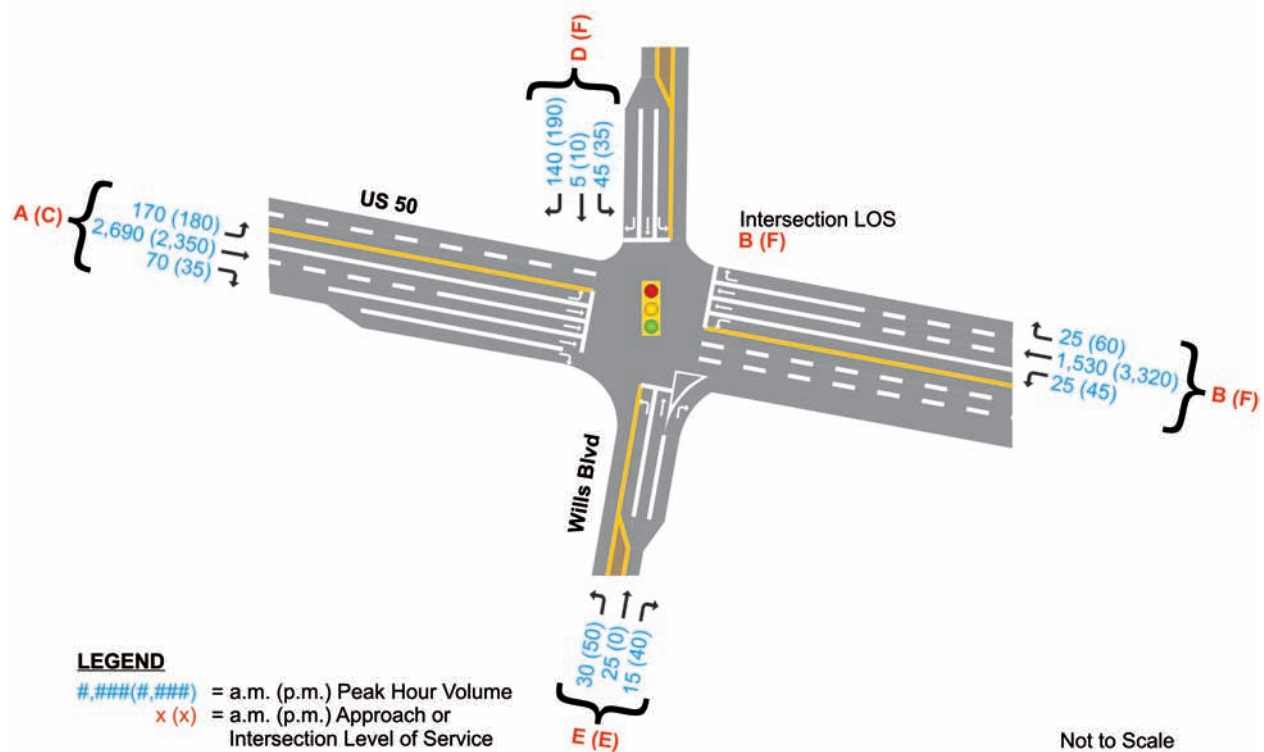 D (F)
140 (190)
5 (10)
45 (35)
US 50
Intersection LOS
B (F)
A (C)
170 (180)
2,690 (2,350)
70 (35)
25 (60)
1,530 (3,320)
25 (45)
B (F)
Wills Blvd
30 (50)
25 (0)
15 (40)
E (E)
LEGEND
#,###(#,###) = a.m. (p.m.) Peak Hour Volume
x (x) = a.m. (p.m.) Approach or
Intersection Level of Service
Not to Scale